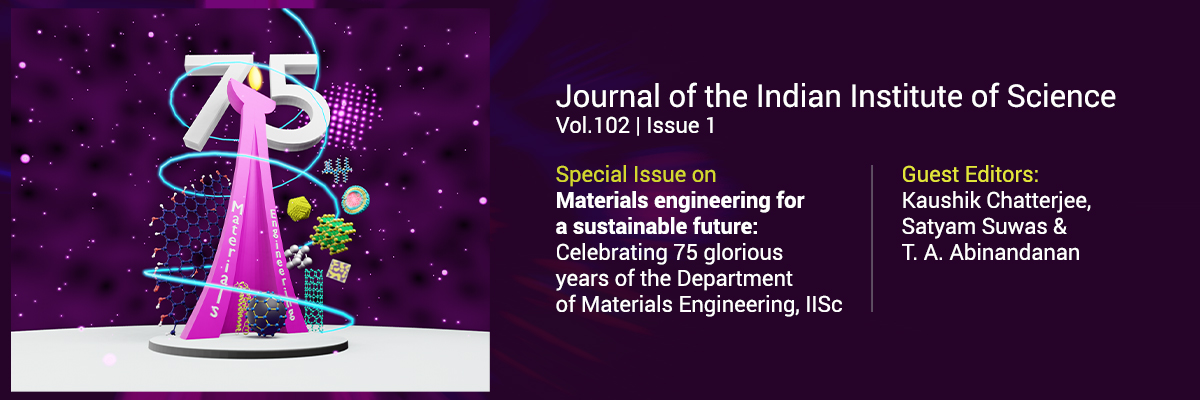 75
Materials
Engineering
Journal of the Indian Institute of Science
Vol.102 | Issue 1
Special Issue on
Materials engineering for
a sustainable future:
Celebrating 75 glorious
years of the Department
of Materials Engineering, IISc
Guest Editors:
Kaushik Chatterjee,
Satyam Suwas &
T. A. Abinandanan